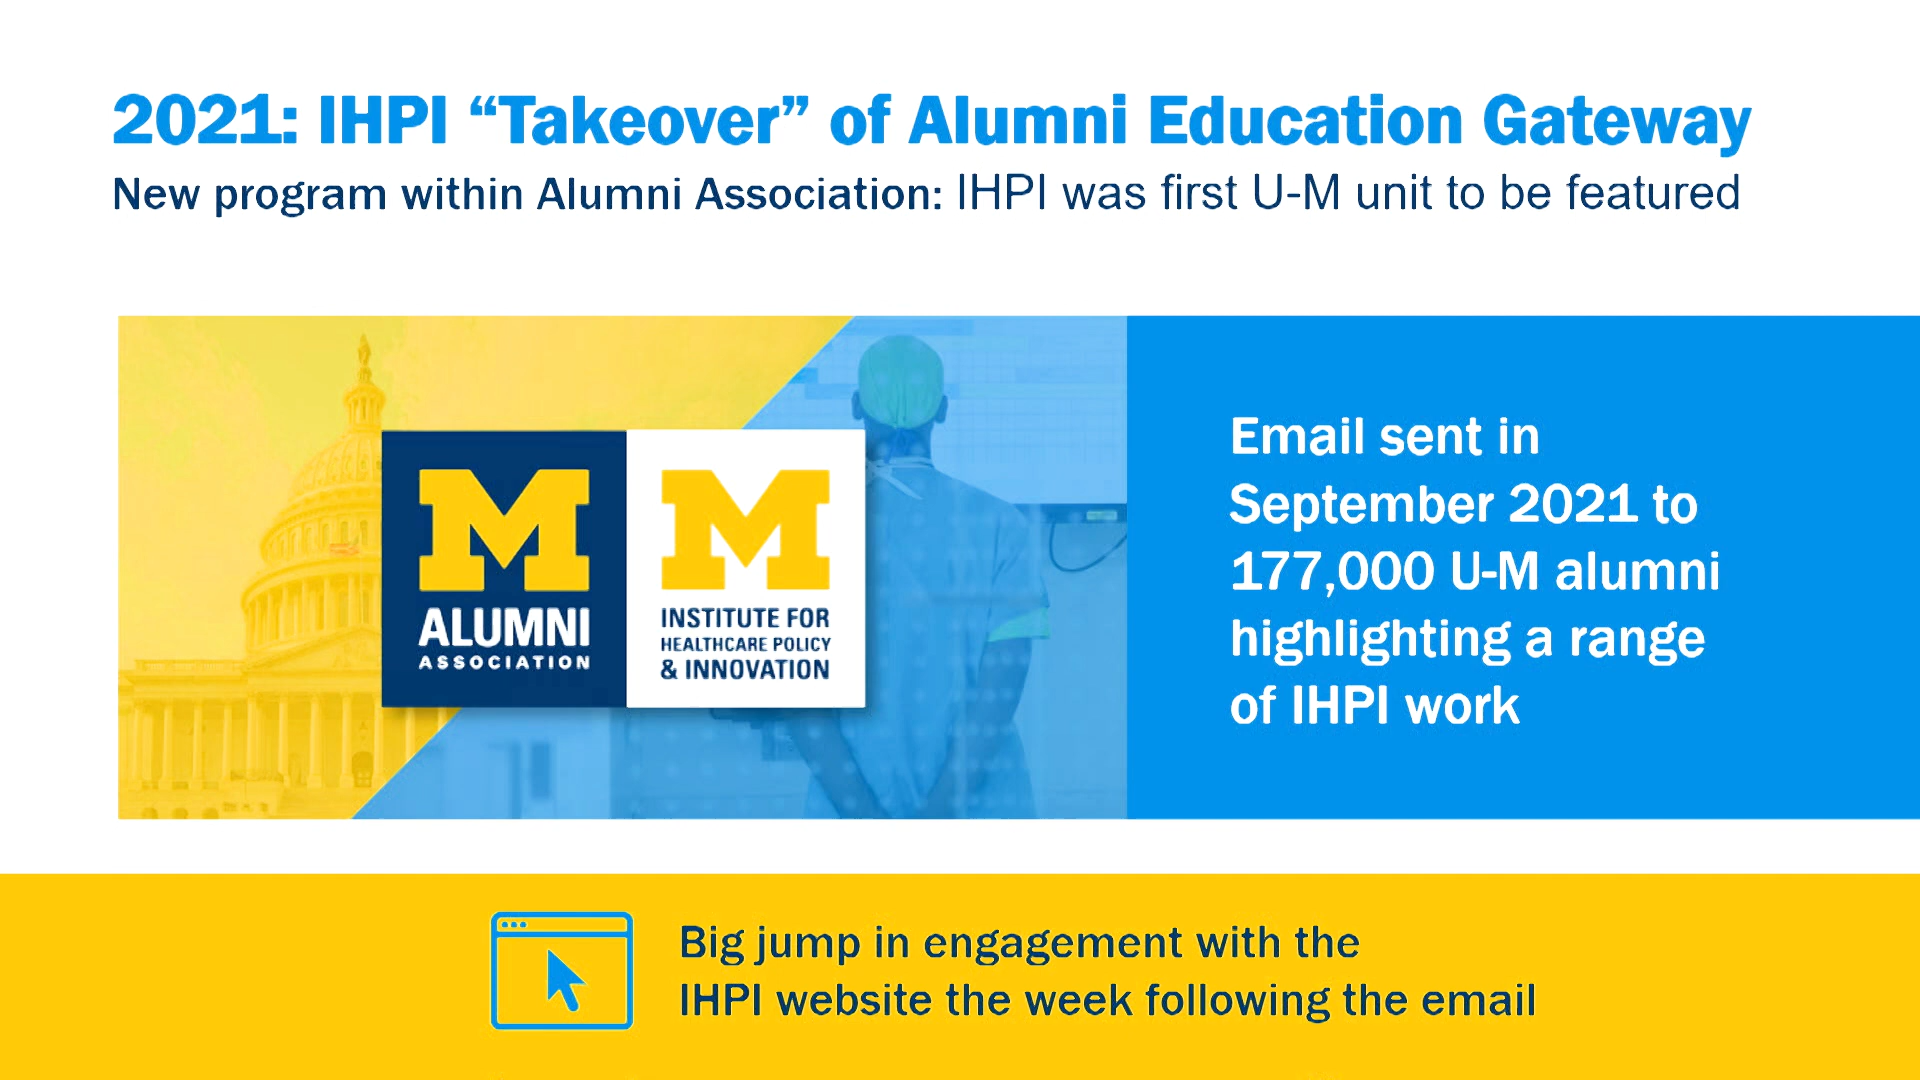 2021: IHPI “Takeover” of Alumni Education Gateway
New program within Alumni Association: IHPI was first U-M unit to be featured
M
ALUMNI
ASSOCIATION
M
INSTITUTE FOR
HEALTHCARE POLICY
& INNOVATION
Email sent in
September 2021 to
177,000 U-M alumni
highlighting a range
of IHPI work
Big jump in engagement with the
IHPI website the week following the email